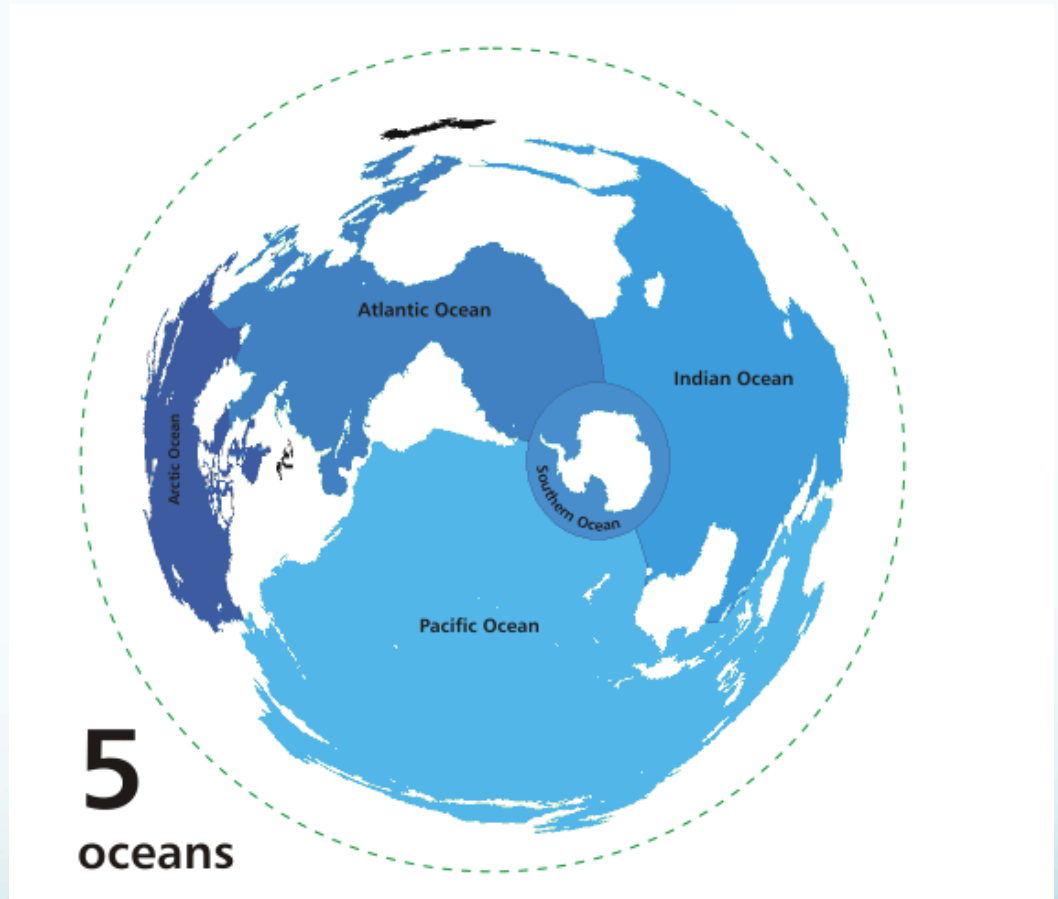 Atlantic Ocean
Indian Ocean
Arctic Ocean
Southern Ocean
Pacific Ocean
5
oceans